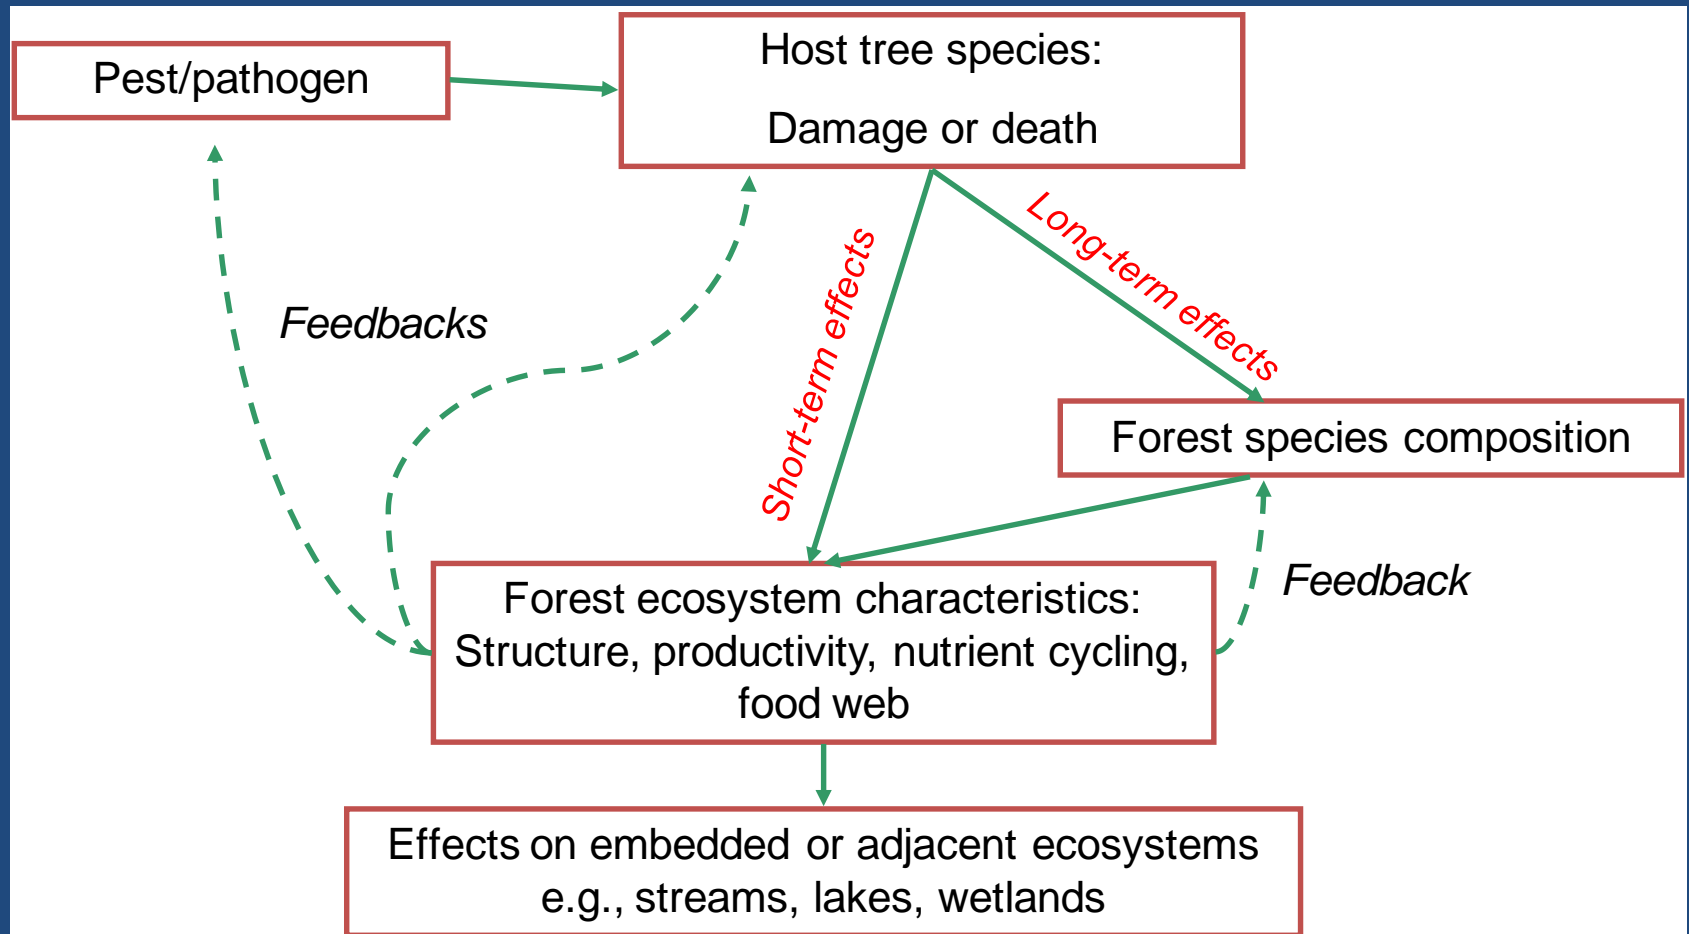 Pest/pathogen
Host tree species:
Damage or death
Short-term effects
Long-term effects
Feedbacks
Forest species composition
Feedback
Forest ecosystem characteristics:
Structure, productivity, nutrient cycling,
food web
Effects on embedded or adjacent ecosystems
e.g., streams, lakes, wetlands